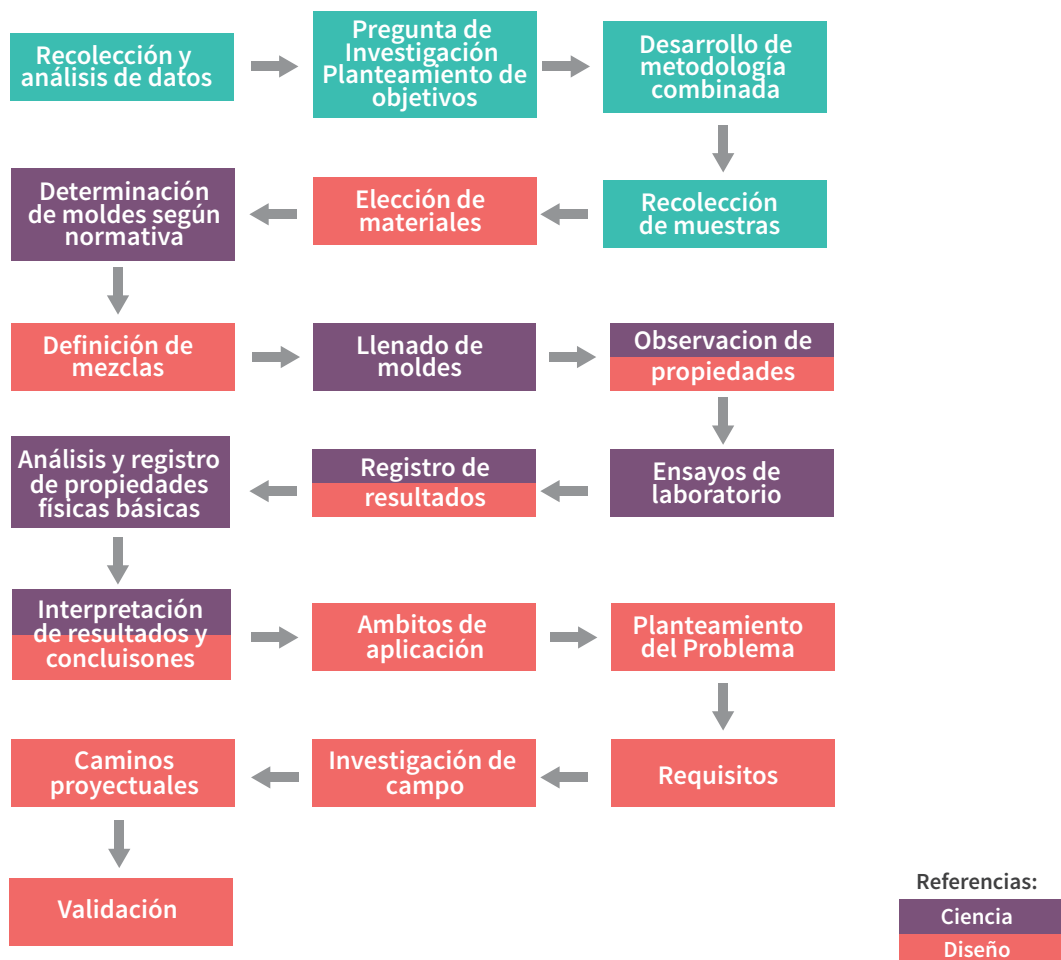 Recolección y
análisis de datos
Pregunta de
Investigación
Planteamiento de
objetivos
Desarrollo de
metodología
combinada
Recolección
de muestras
Elección de
materiales
Determinación
de moldes según
normativa
Definición de
mezclas
Llenado de
moldes
Observacion de
propiedades
Ensayos de
laboratorio
Registro de
resultados
Análisis y registro
de propiedades
físicas básicas
Interpretación
de resultados y
concluisones
Ambitos de
aplicación
Planteamiento
del Problema
Requisitos
Investigación de
campo
Caminos
proyectuales
Validación
Referencias:
Ciencia
Diseño